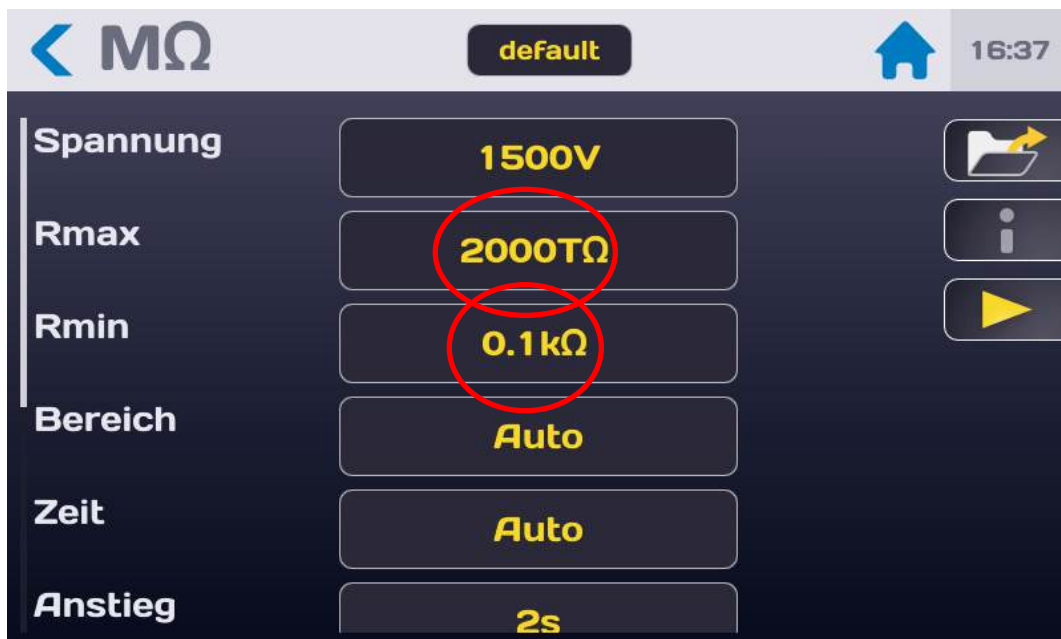 MΩ default 16:37
Spannung 1500V
Rmax 2000TΩ
Rmin 0.1kΩ
Bereich Auto
Zeit Auto
Anstieg 2s